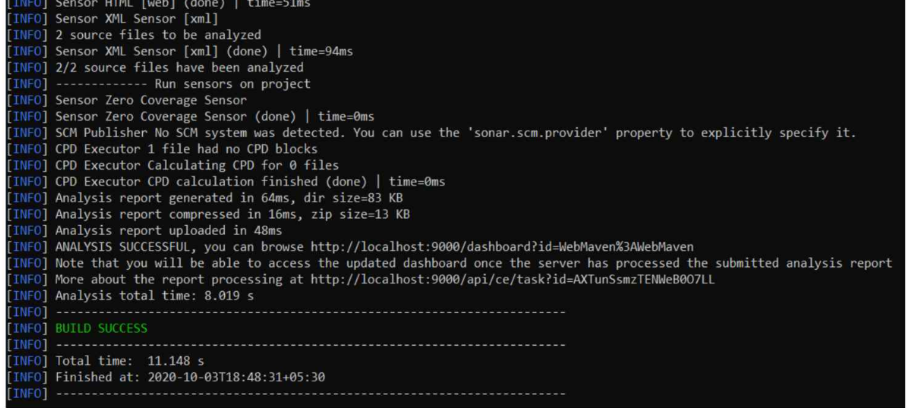 [INFO] Sensor HTML [web] (done) | time=51ms
[INFO] Sensor XML Sensor [xml]
[INFO] 2 source files to be analyzed
[INFO] Sensor XML Sensor [xml] (done) | time=94ms
[INFO] 2/2 source files have been analyzed
[INFO] ------------- Run sensors on project
[INFO] Sensor Zero Coverage Sensor
[INFO] Sensor Zero Coverage Sensor (done) | time=0ms
[INFO] SCM Publisher No SCM system was detected. You can use the 'sonar.scm.provider' property to explicitly specify it.
[INFO] CPD Executor 1 file had no CPD blocks
[INFO] CPD Executor Calculating CPD for 0 files
[INFO] CPD Executor CPD calculation finished (done) | time=0ms
[INFO] Analysis report generated in 64ms, dir size=83 KB
[INFO] Analysis report compressed in 16ms, zip size=13 KB
[INFO] Analysis report uploaded in 48ms
[INFO] ANALYSIS SUCCESSFUL, you can browse http://localhost:9000/dashboard?id=WebMaven%3AWebMaven
[INFO] Note that you will be able to access the updated dashboard once the server has processed the submitted analysis report
[INFO] More about the report processing at http://localhost:9000/api/ce/task?id=AXTunSsmzTENWeB0O7LL
[INFO] Analysis total time: 8.019 s
[INFO] ------------------------------------------------------------------------
[INFO] BUILD SUCCESS
[INFO] ------------------------------------------------------------------------
[INFO] Total time:  11.148 s
[INFO] Finished at: 2020-10-03T18:48:31+05:30
[INFO] ------------------------------------------------------------------------